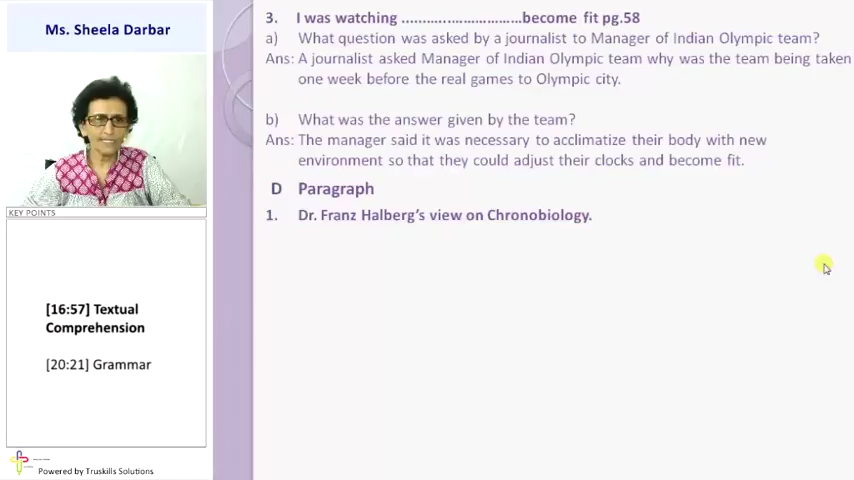 Ms. Sheela Darbar
KEY POINTS
[16:57] Textual
Comprehension
[20:21] Grammar
Powered by Truskills Solutions
3. I was watching ............................become fit pg.58
a) What question was asked by a journalist to Manager of Indian Olympic team?
Ans: A journalist asked Manager of Indian Olympic team why was the team being taken
one week before the real games to Olympic city.
b) What was the answer given by the team?
Ans: The manager said it was necessary to acclimatize their body with new
environment so that they could adjust their clocks and become fit.
D Paragraph
1. Dr. Franz Halberg's view on Chronobiology.